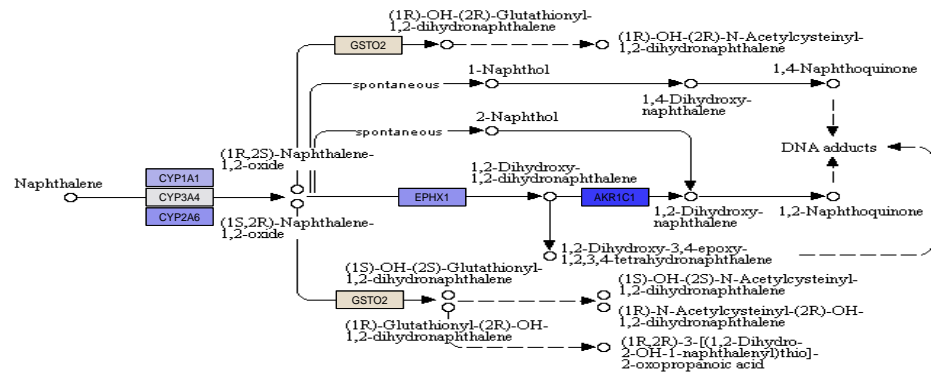 (1R)-OH-(2R)-Glutathionyl-
1,2-dihydronaphthalene
GSTO2
(1R)-OH-(2R)-N-Acetylcysteinyl-
1,2-dihydronaphthalene
1-Naphthol
1,4-Naphthoquinone
spontaneous
1,4-Dihydroxy-
naphthalene
2-Naphthol
spontaneous
DNA adducts
(1R,2S)-Naphthalene-
1,2-oxide
Naphthalene
CYP1A1
CYP3A4
CYP2A6
1,2-Dihydroxy-
1,2-dihydronaphthalene
EPHX1
AKR1C1
1,2-Dihydroxy-
naphthalene
1,2-Naphthoquinone
(1S,2R)-Naphthalene-
1,2-oxide
1,2-Dihydroxy-3,4-epoxy-
1,2,3,4-tetrahydronaphthalene
(1S)-OH-(2S)-Glutathionyl-
1,2-dihydronaphthalene
GSTO2
(1S)-OH-(2S)-N-Acetylcysteinyl-
1,2-dihydronaphthalene
(1R)-N-Acetylcysteinyl-(2R)-OH-
1,2-dihydronaphthalene
(1R)-Glutathionyl-(2R)-OH-
1,2-dihydronaphthalene
(1R,2R)-3-[(1,2-Dihydro-
2-OH-1-naphthalenyl)thio]-
2-oxopropanoic acid